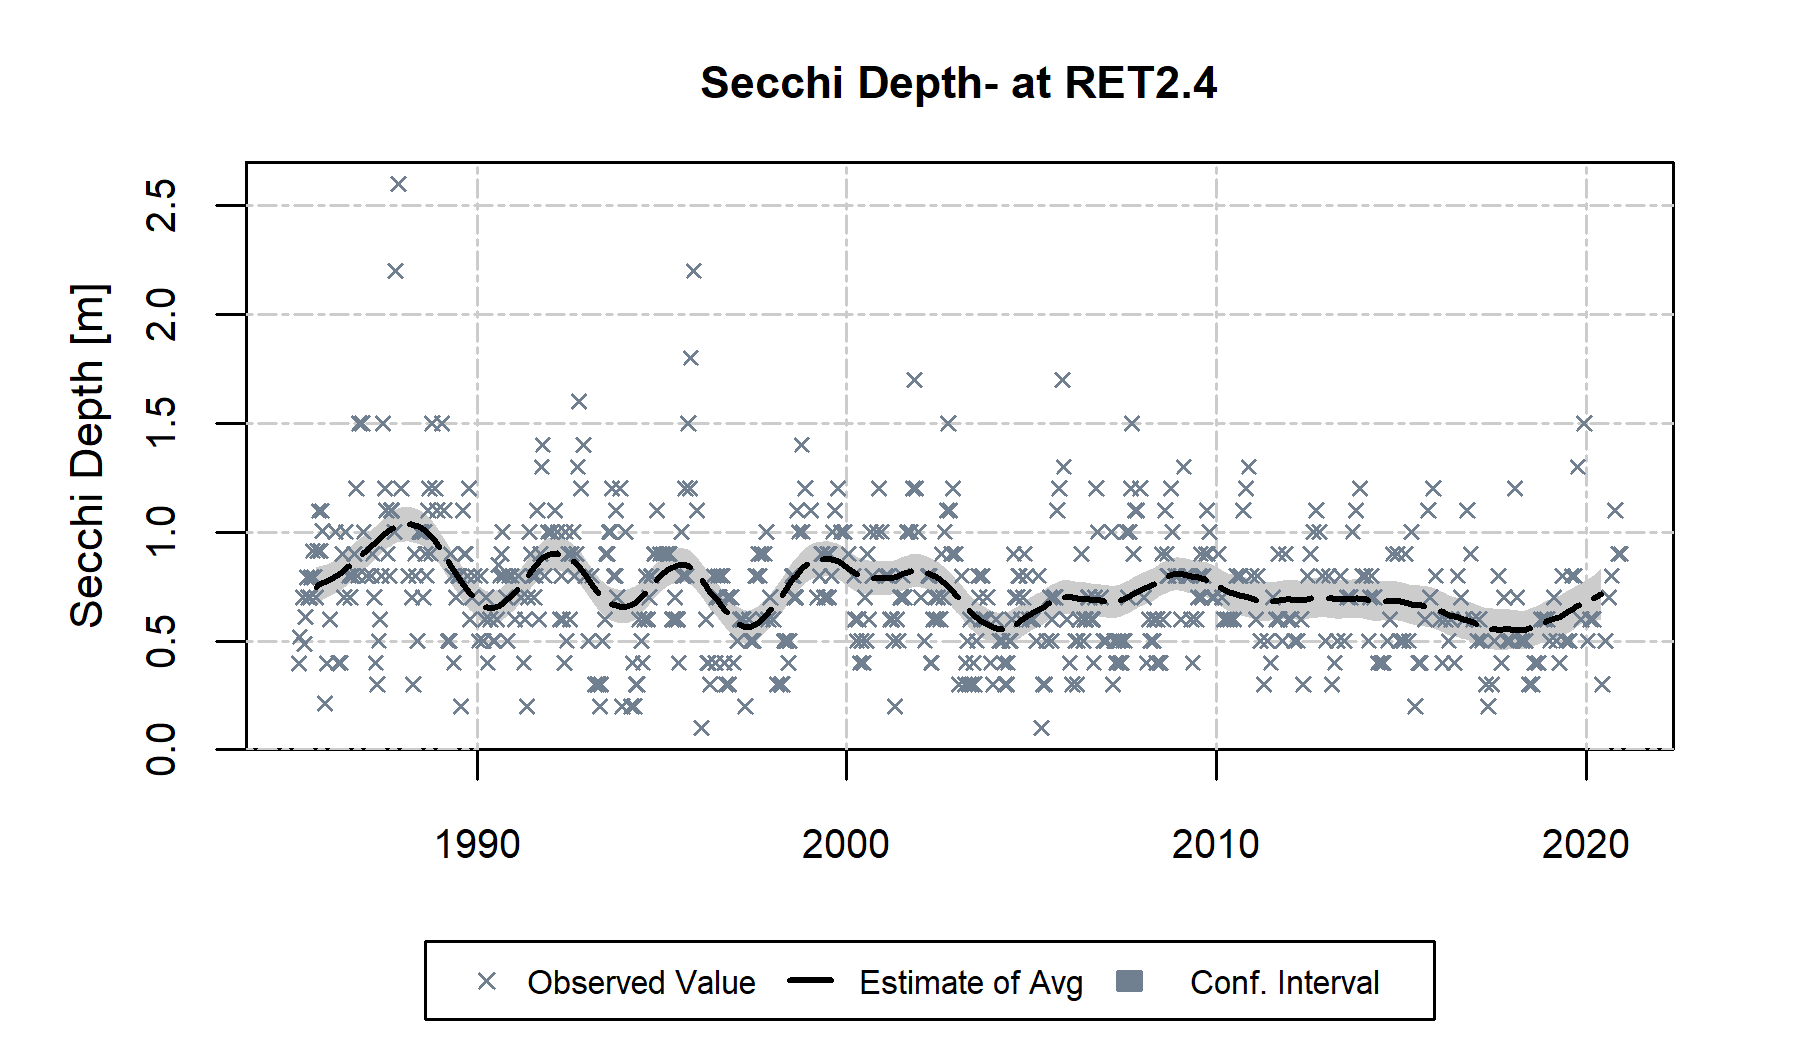 Secchi Depth- at RET2.4
Secchi Depth [m]
2.5
2.0
1.5
1.0
0.5
0.0
1990 2000 2010 2020
Observed Value Estimate of Avg Conf. Interval